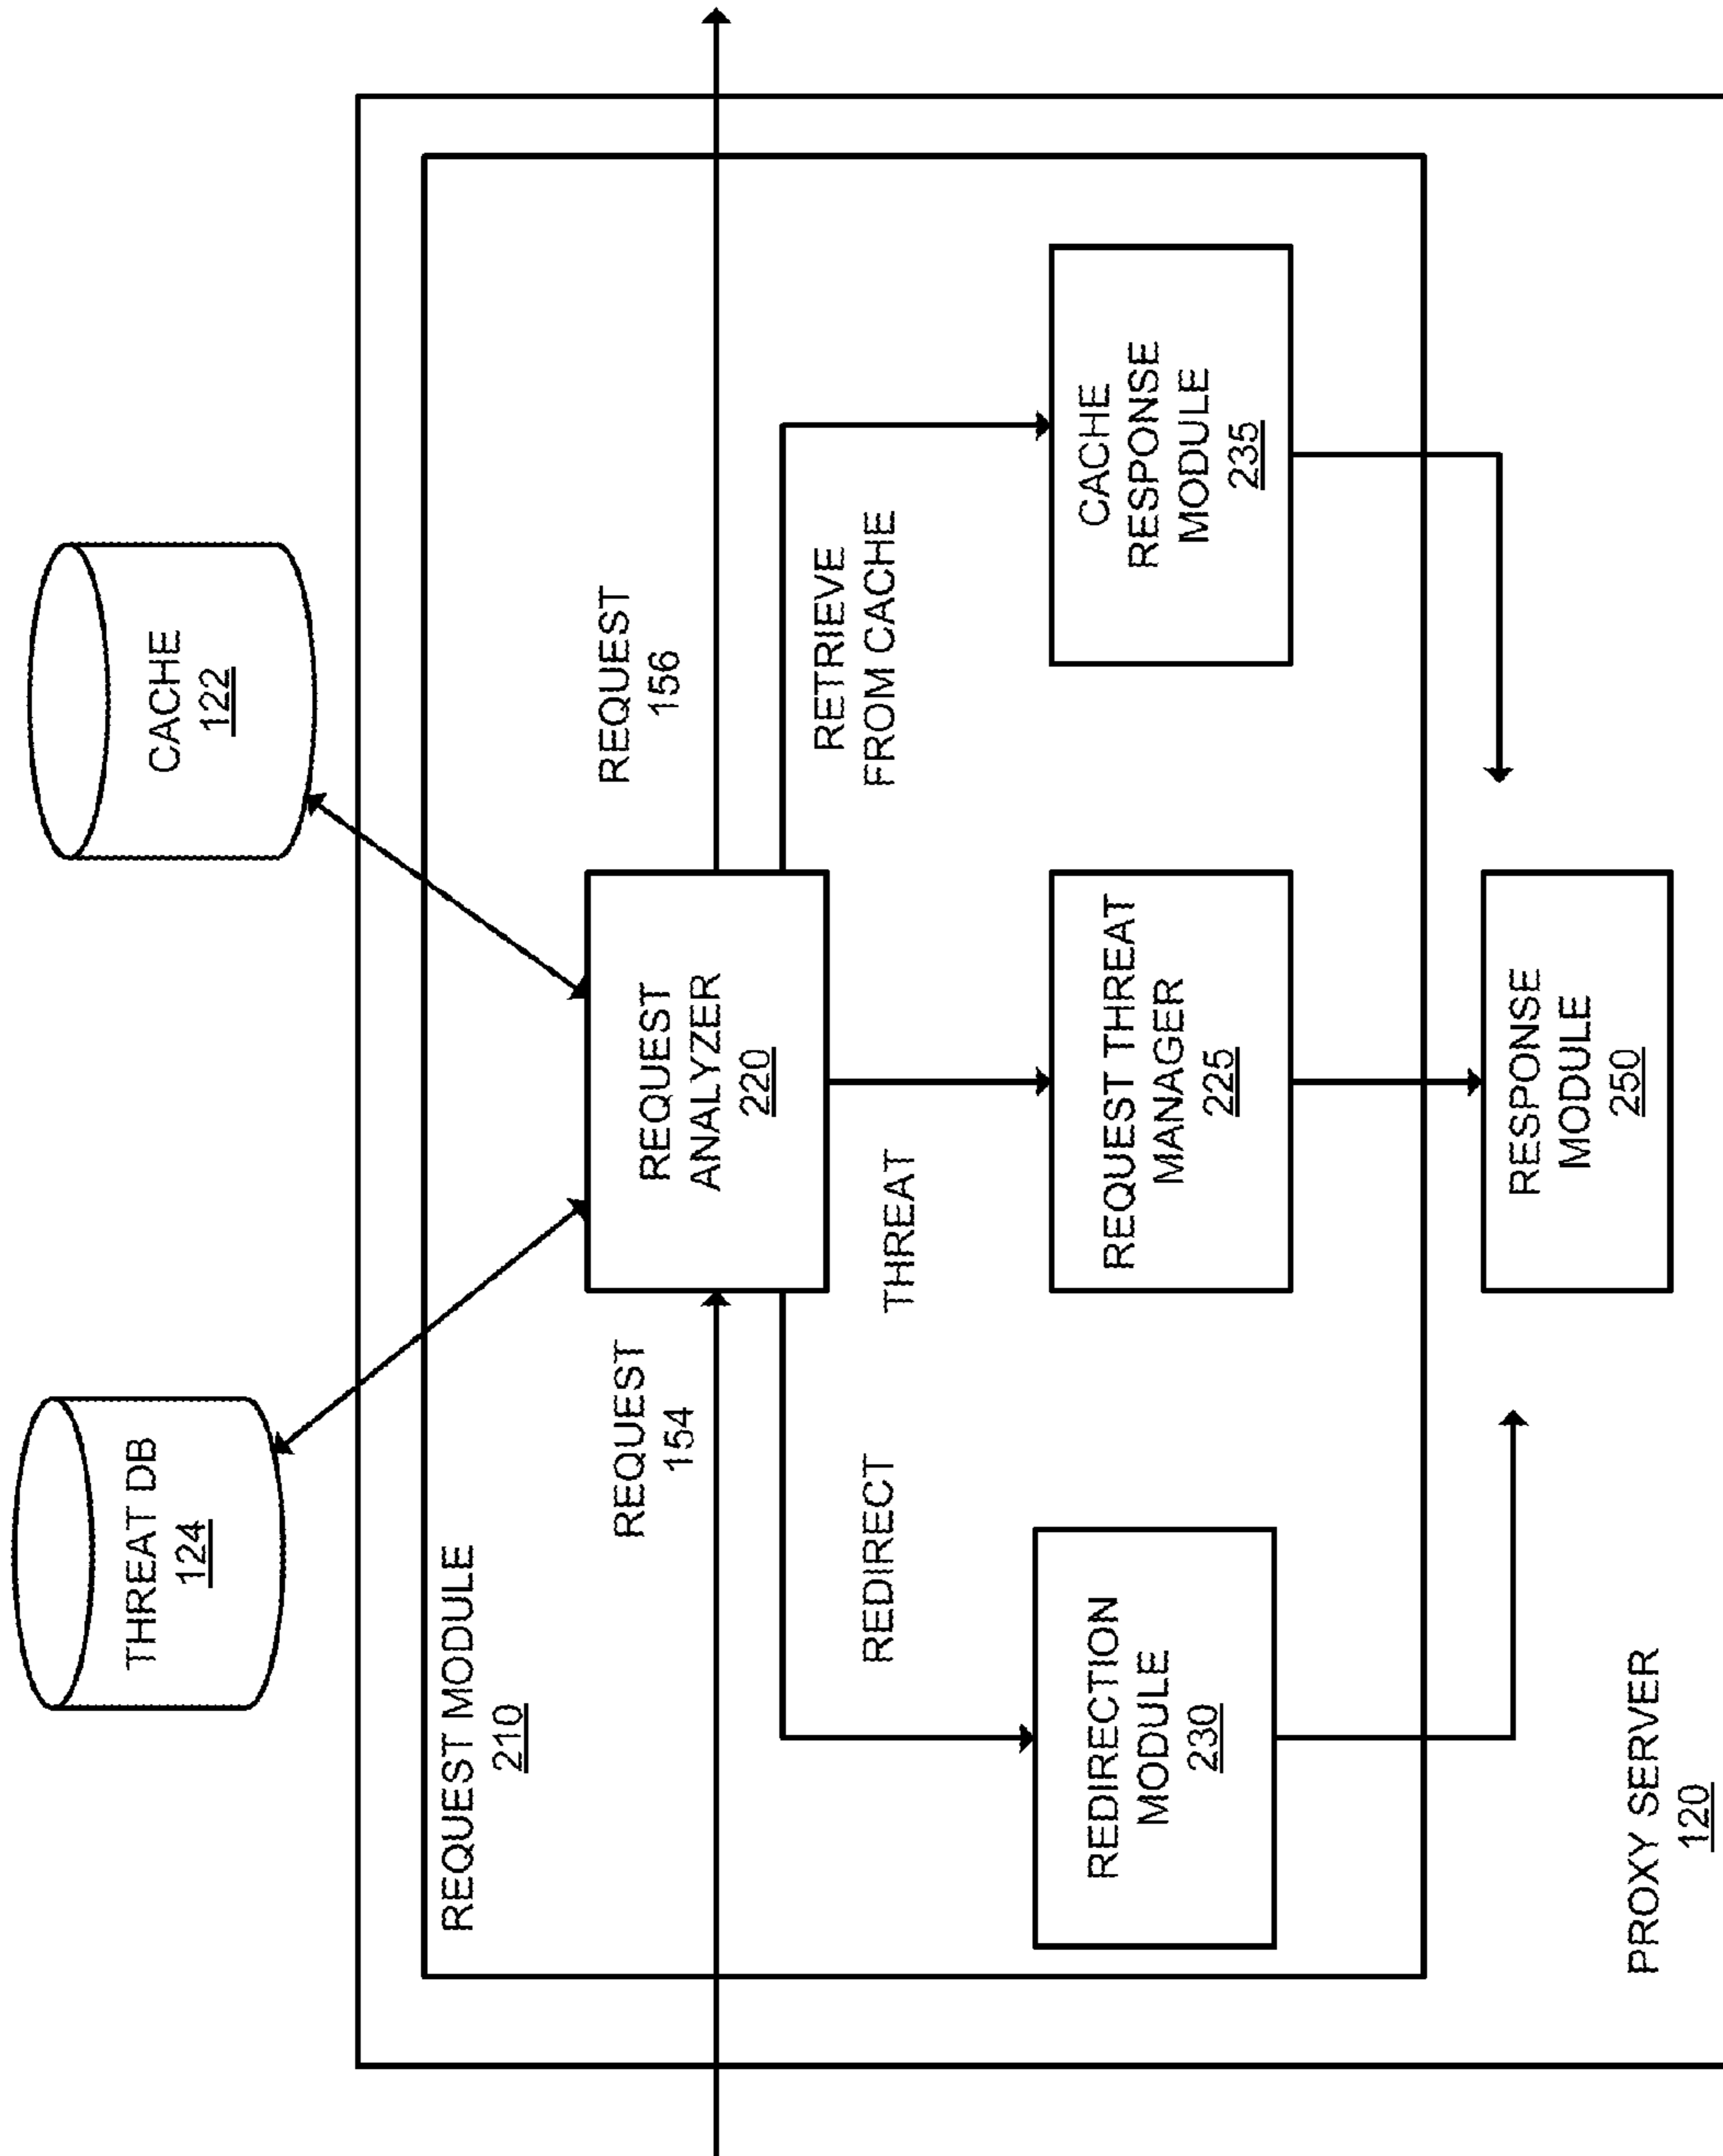 THREAT DB
124
CACHE
122
REQUEST MODULE
210
REQUEST
154
REQUEST
156
REQUEST
ANALYZER
220
REDIRECT
THREAT
RETRIEVE
FROM CACHE
REDIRECTION
MODULE
230
REQUEST THREAT
MANAGER
225
CACHE
RESPONSE
MODULE
235
RESPONSE
MODULE
250
PROXY SERVER
120